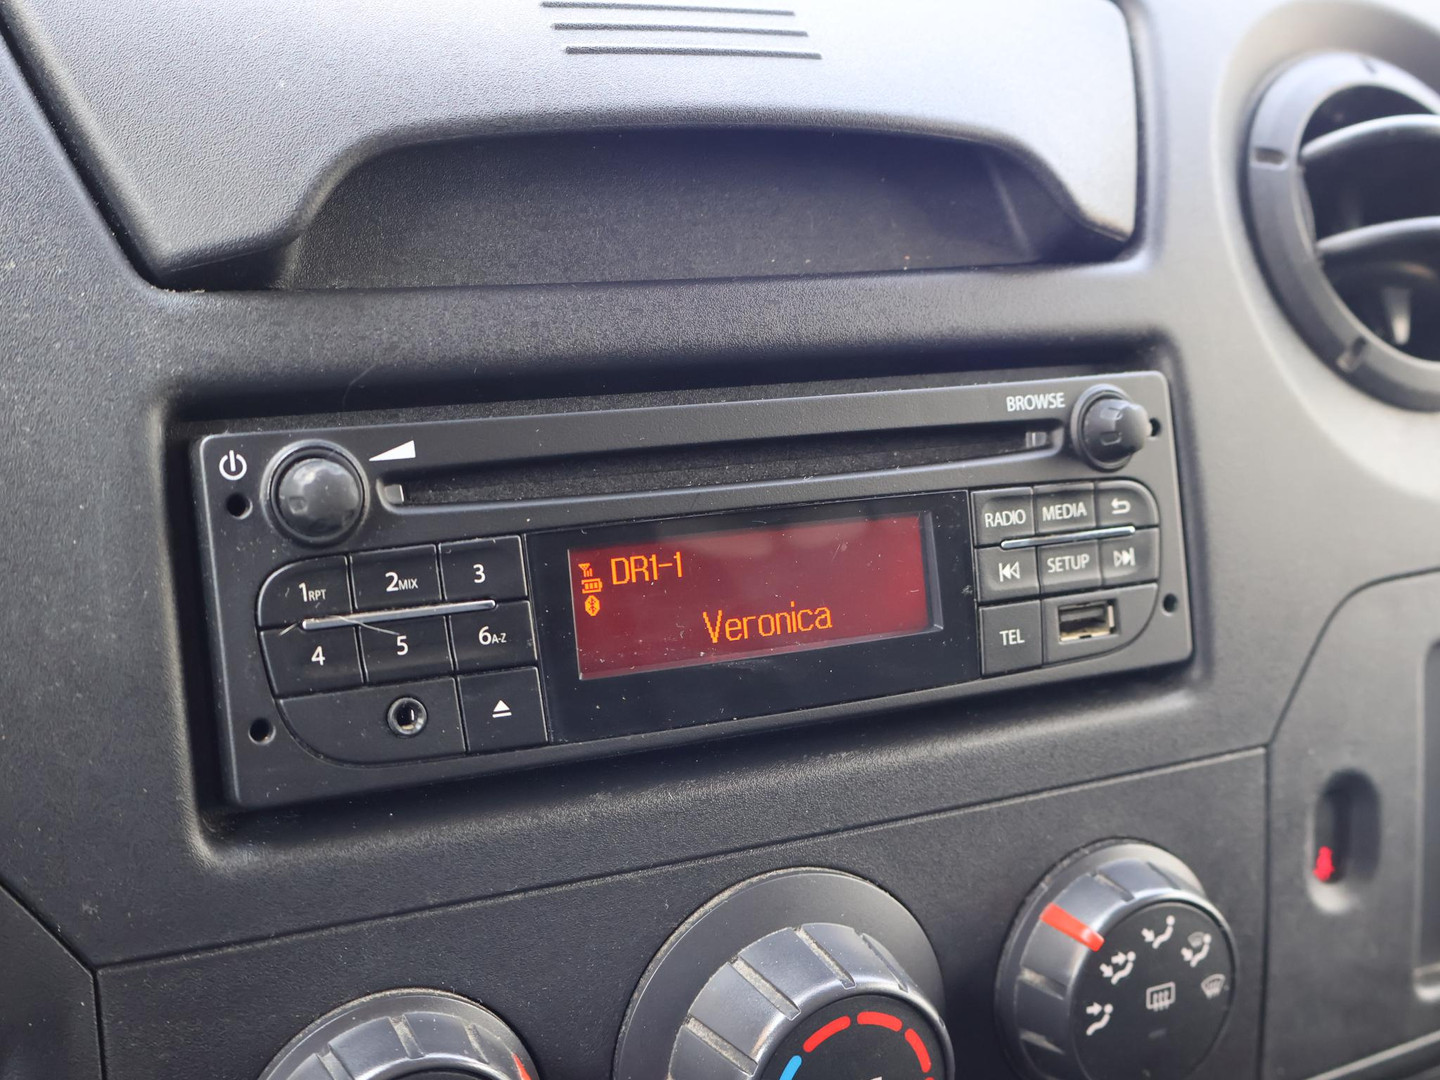 BROWSE
RADIO MEDIA
1RPT 2MIX 3
DR1-1
SETUP
Veronica
4 5 6A-Z
TEL